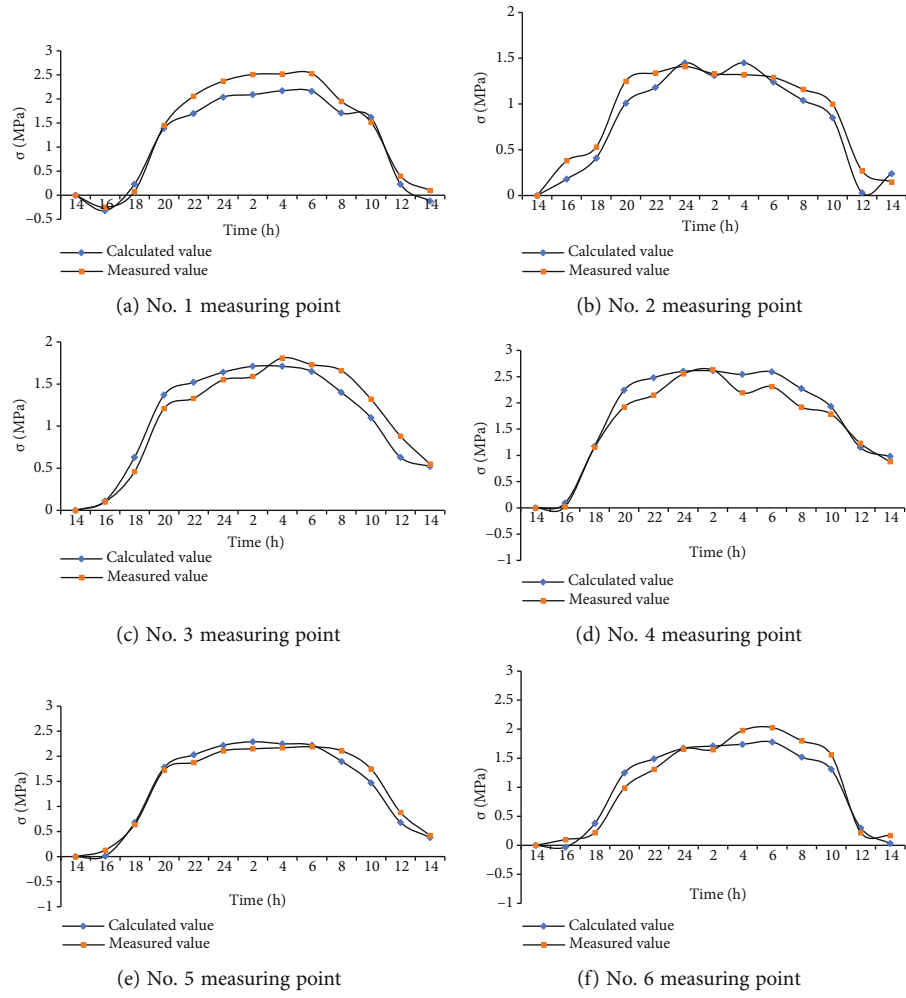 3
2.5
2
1.5
1
0.5
0
−0.5
σ (MPa)
14 16 18 20 22 24 2 4 6 8 10 12 14
Time (h)
Calculated value
Measured value
(a) No. 1 measuring point
2
1.5
1
0.5
0
σ (MPa)
14 16 18 20 22 24 2 4 6 8 10 12 14
Time (h)
Calculated value
Measured value
(b) No. 2 measuring point
2
1.5
1
0.5
0
σ (MPa)
14 16 18 20 22 24 2 4 6 8 10 12 14
Time (h)
Calculated value
Measured value
(c) No. 3 measuring point
3
2.5
2
1.5
1
0.5
0
−0.5
−1
σ (MPa)
14 16 18 20 22 24 2 4 6 8 10 12 14
Time (h)
Calculated value
Measured value
(d) No. 4 measuring point
3
2.5
2
1.5
1
0.5
0
−0.5
−1
σ (MPa)
14 16 18 20 22 24 2 4 6 8 10 12 14
Time (h)
Calculated value
Measured value
(e) No. 5 measuring point
3
2.5
2
1.5
1
0.5
0
−0.5
−1
σ (MPa)
14 16 18 20 22 24 2 4 6 8 10 12 14
Time (h)
Calculated value
Measured value
(f) No. 6 measuring point